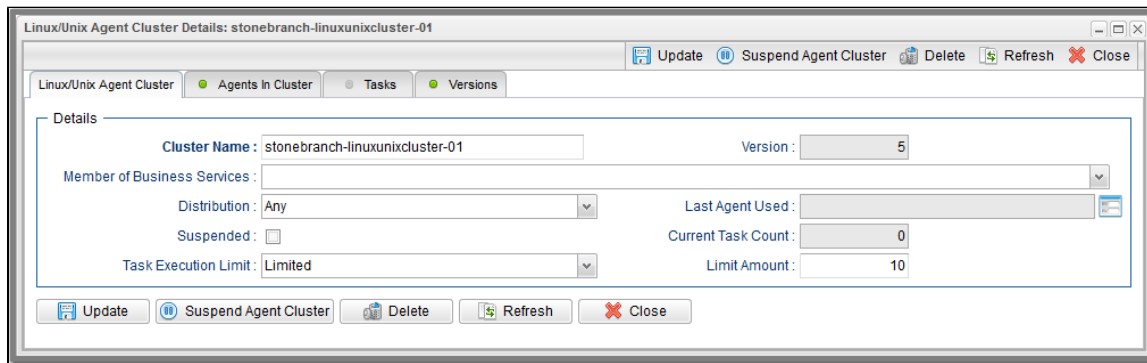 Linux/Unix Agent Cluster Details: stonebranch-linuxunixcluster-01
Update Suspend Agent Cluster Delete Refresh Close
Linux/Unix Agent Cluster Agents In Cluster Tasks Versions
Details
Cluster Name : stonebranch-linuxunixcluster-01 Version : 5
Member of Business Services :
Distribution : Any Last Agent Used :
Suspended : Current Task Count : 0
Task Execution Limit : Limited Limit Amount : 10
Update Suspend Agent Cluster Delete Refresh Close